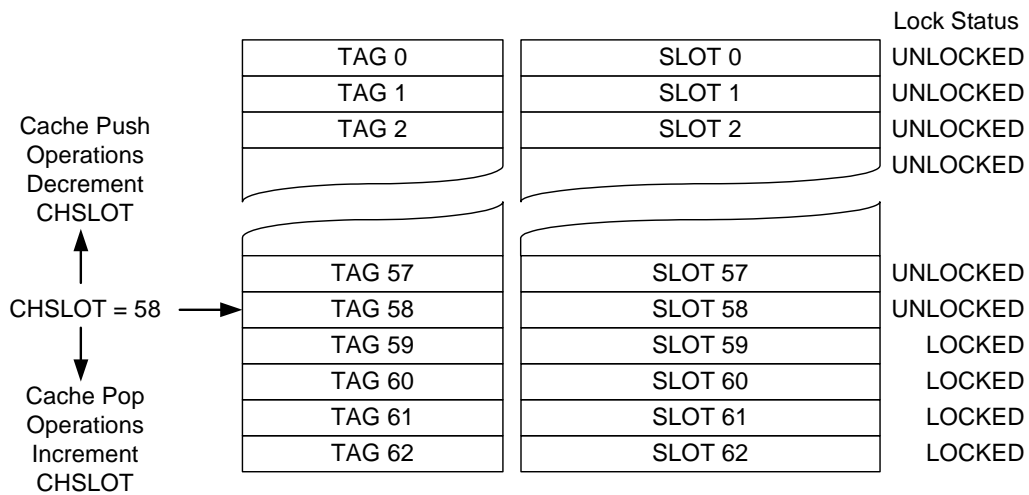 Lock Status
TAG 0 SLOT 0 UNLOCKED
TAG 1 SLOT 1 UNLOCKED
TAG 2 SLOT 2 UNLOCKED
UNLOCKED
Cache Push
Operations
Decrement
CHSLOT
TAG 57 SLOT 57 UNLOCKED
CHSLOT = 58 TAG 58 SLOT 58 UNLOCKED
TAG 59 SLOT 59 LOCKED
TAG 60 SLOT 60 LOCKED
TAG 61 SLOT 61 LOCKED
TAG 62 SLOT 62 LOCKED
Cache Pop
Operations
Increment
CHSLOT